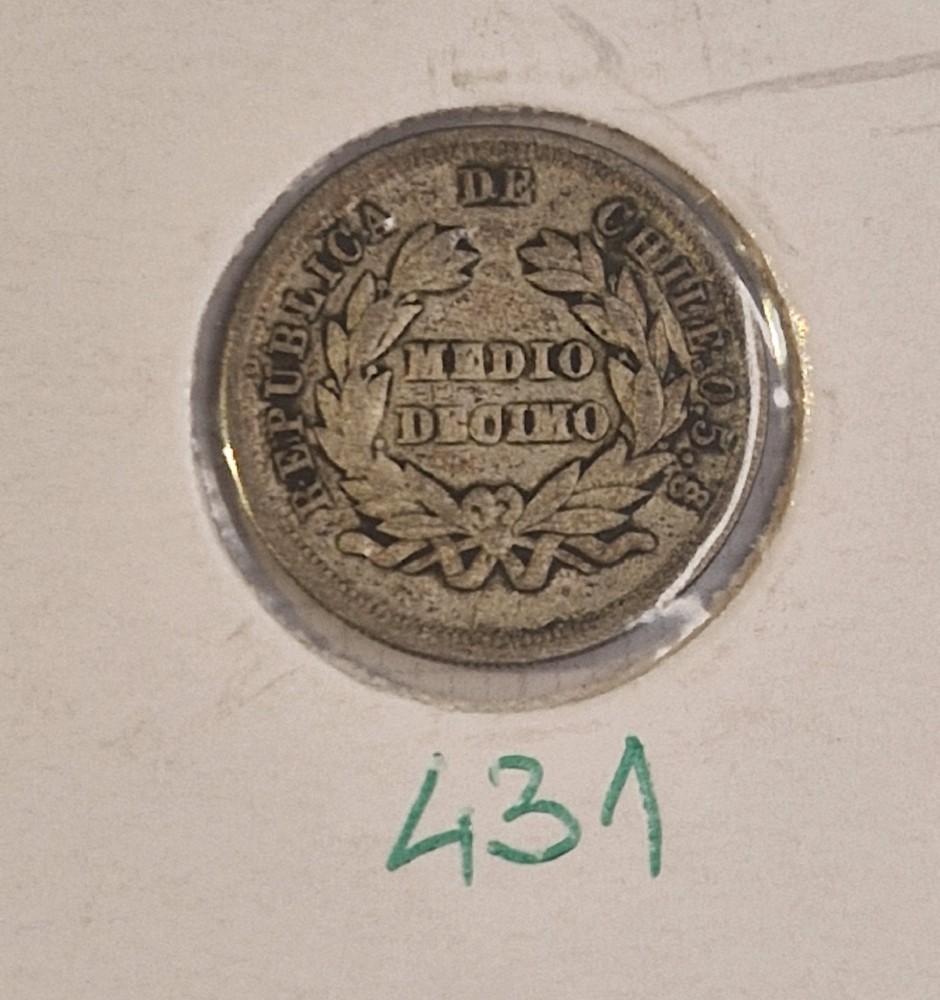 REPUBLICA DE CHILE.0,5.g
MEDIO
DECIMO
431